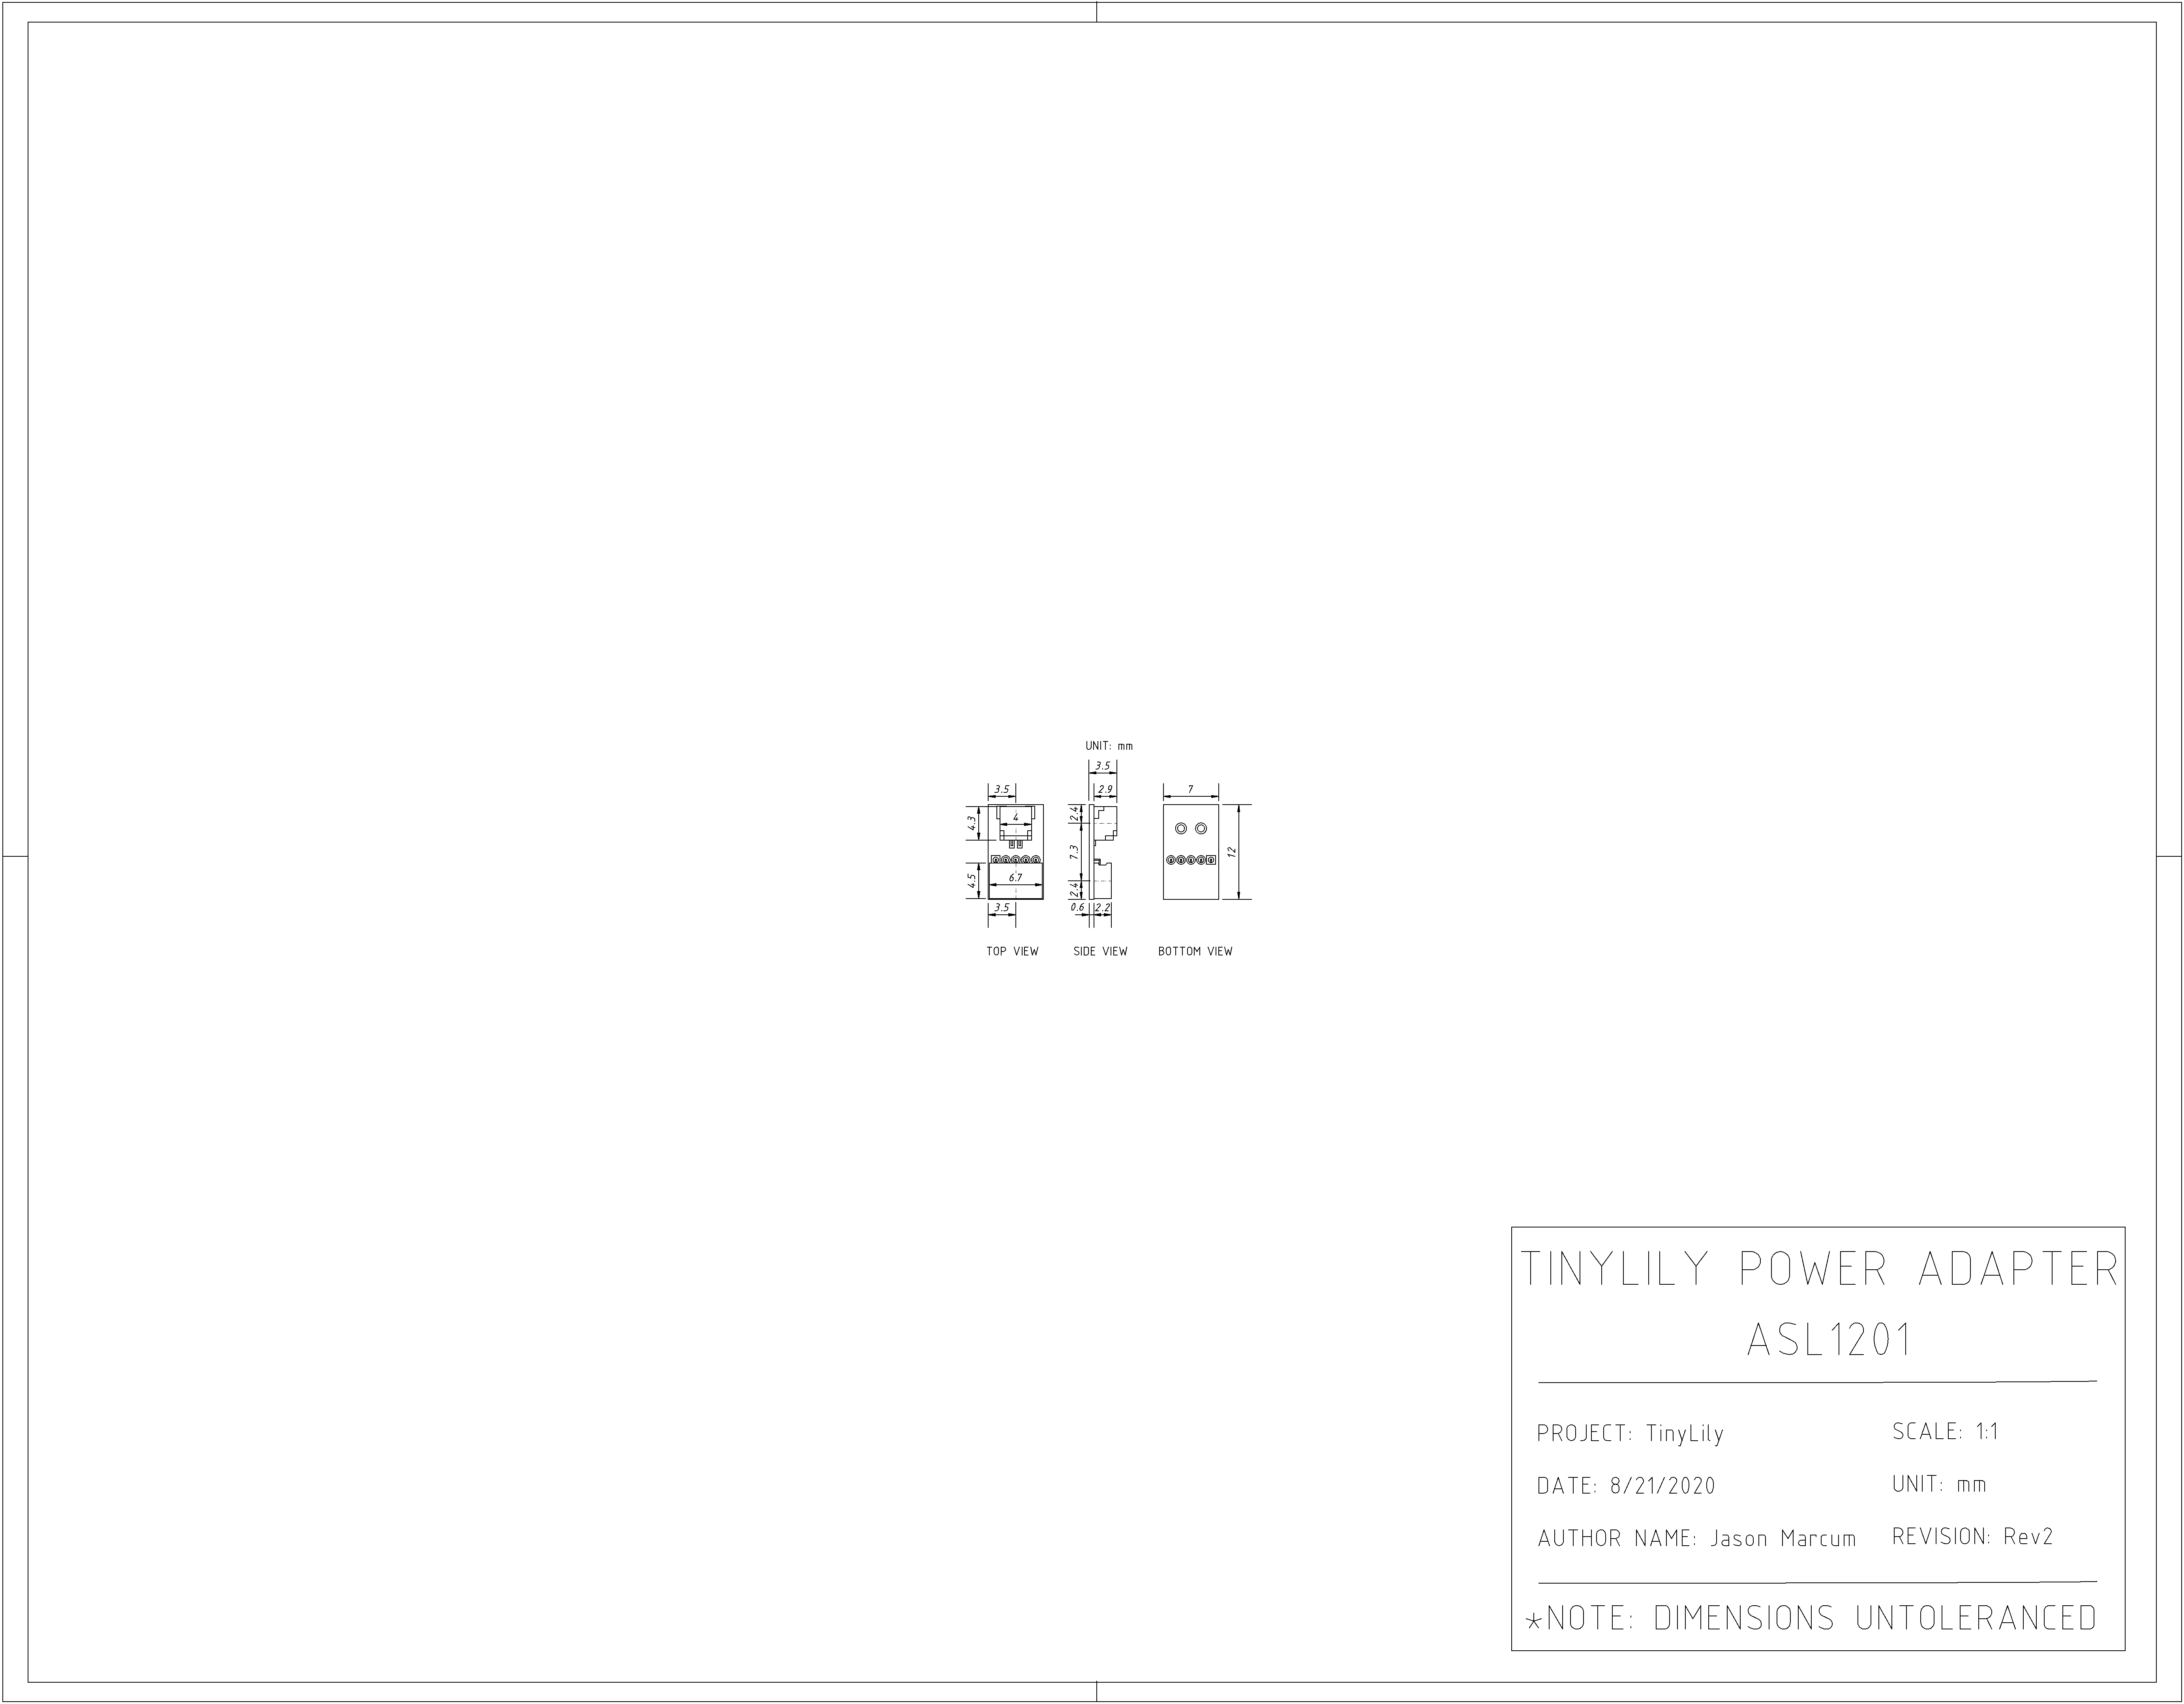 UNIT: mm
3.5
3.5
2.9
7
4.3
4
2.4
7.3
12
4.5
6.7
2.4
3.5
0.6
2.2
TOP VIEW
SIDE VIEW
BOTTOM VIEW
TINYLILY POWER ADAPTER
ASL1201
PROJECT: TinyLily
SCALE: 1:1
DATE: 8/21/2020
UNIT: mm
AUTHOR NAME: Jason Marcum
REVISION: Rev2
*NOTE: DIMENSIONS UNTOLERANCED